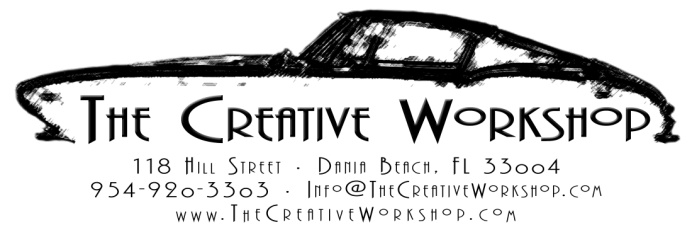 The Creative Workshop
118 Hill Street · Dania Beach, FL 33004
954-920-3303 · Info@TheCreativeWorkshop.com
www.TheCreativeWorkshop.com